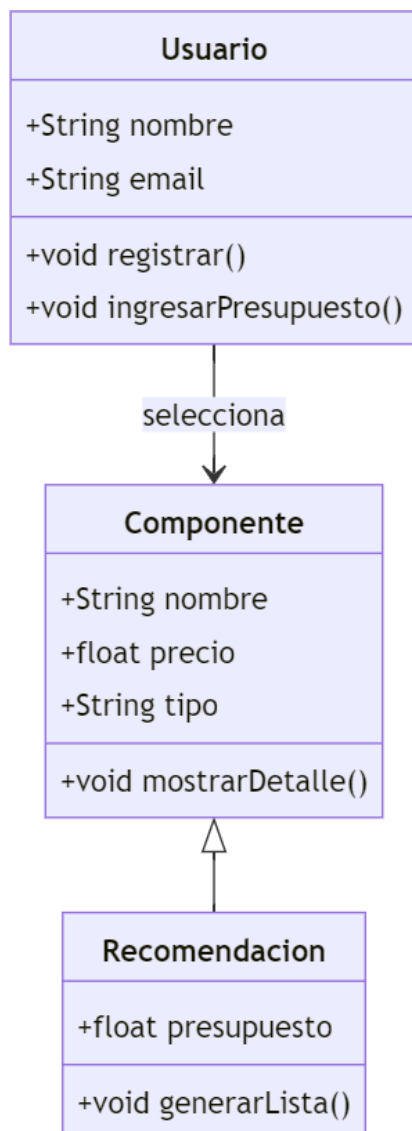 Usuario
+String nombre
+String email
+void registrar()
+void ingresarPresupuesto()
selecciona
Componente
+String nombre
+float precio
+String tipo
+void mostrarDetalle()
Recomendacion
+float presupuesto
+void generarLista()